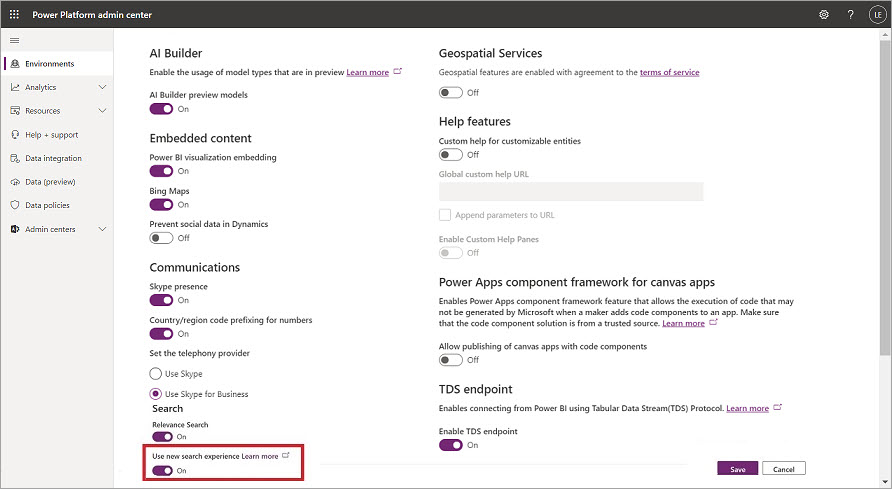 Power Platform admin center
?
LE
Environments
Analytics
Resources
Help + support
Data integration
Data (preview)
Data policies
Admin centers
AI Builder
Enable the usage of model types that are in preview Learn more
AI Builder preview models
On
Embedded content
Power BI visualization embedding
On
Bing Maps
On
Prevent social data in Dynamics
Off
Communications
Skype presence
On
Country/region code prefixing for numbers
On
Set the telephony provider
Use Skype
Use Skype for Business
Search
Relevance Search
On
Use new search experience Learn more
On
Geospatial Services
Geospatial features are enabled with agreement to the terms of service
Off
Help features
Custom help for customizable entities
Off
Global custom help URL
Append parameters to URL
Enable Custom Help Panes
Off
Power Apps component framework for canvas apps
Enables Power Apps component framework feature that allows the execution of code that may
not be generated by Microsoft when a maker adds code components to an app. Make sure
that the code component solution is from a trusted source. Learn more
Allow publishing of canvas apps with code components
Off
TDS endpoint
Enables connecting from Power BI using Tabular Data Stream(TDS) Protocol. Learn more
Enable TDS endpoint
On
Save
Cancel